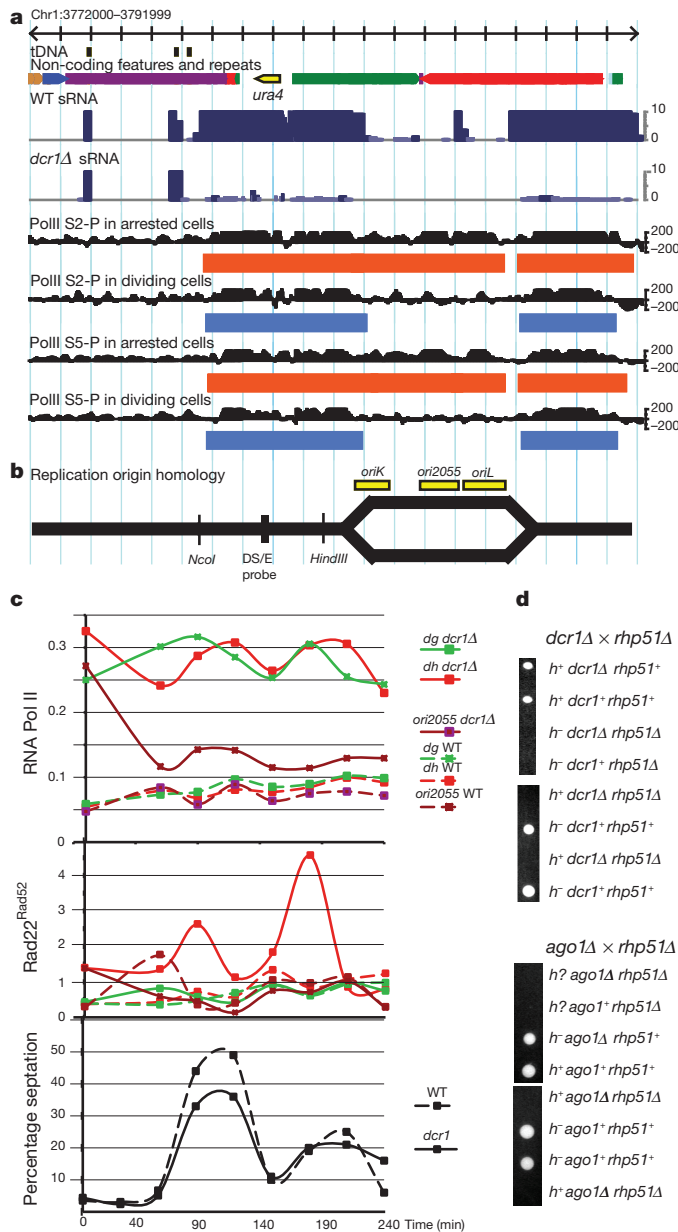 a
Chr1:3772000–3791999
tDNA
Non-coding features and repeats
ura4
WT sRNA
10
0
dcr1Δ sRNA
10
0
PolII S2-P in arrested cells
200
–200
PolII S2-P in dividing cells
200
–200
PolII S5-P in arrested cells
200
–200
PolII S5-P in dividing cells
200
–200
b
Replication origin homology
oriK
ori2055
oriL
NcoI
DS/E
probe
HindIII
c
RNA Pol II
0.3
0.2
0.1
0
dg dcr1Δ
dh dcr1Δ
ori2055 dcr1Δ
dg WT
dh WT
ori2055 WT
0
40
90
140
190
240
Rad22Rad52
4
3
2
1
0
Percentage septation
50
40
30
20
10
WT
dcr1
0
40
90
140
190
240
Time (min)
d
dcr1Δ × rhp51Δ
h+ dcr1Δ rhp51+
h+ dcr1+ rhp51+
h– dcr1Δ rhp51Δ
h– dcr1+ rhp51Δ
h+ dcr1Δ rhp51Δ
h– dcr1+ rhp51+
h+ dcr1Δ rhp51Δ
h– dcr1+ rhp51+
ago1Δ × rhp51Δ
h? ago1Δ rhp51Δ
h? ago1+ rhp51Δ
h– ago1Δ rhp51+
h– ago1+ rhp51+
h+ ago1Δ rhp51Δ
h– ago1+ rhp51+
h– ago1+ rhp51+
h+ ago1Δ rhp51Δ